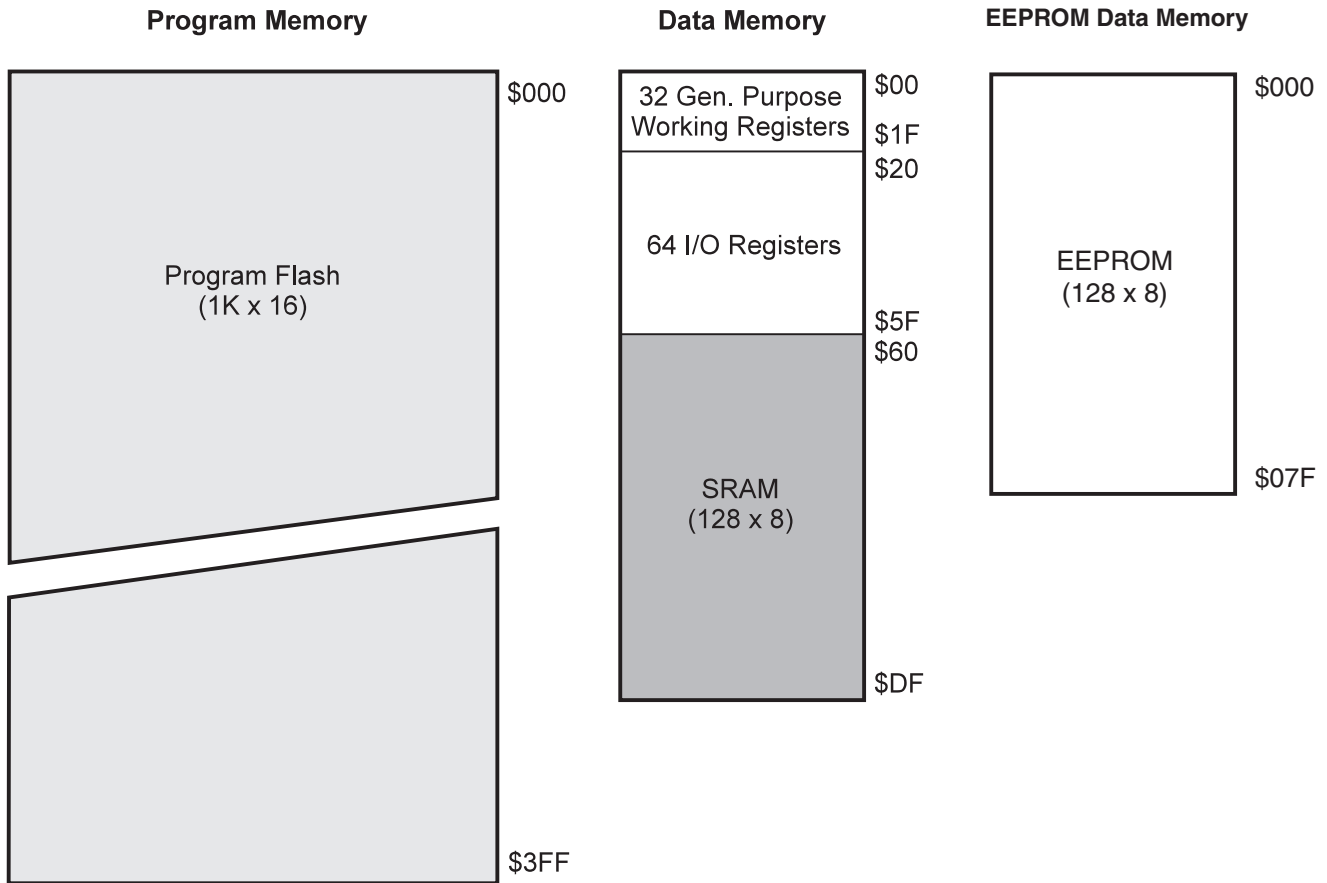 Program Memory
$000
Program Flash
(1K x 16)
$3FF
Data Memory
32 Gen. Purpose
Working Registers
$00
$1F
$20
64 I/O Registers
$5F
$60
SRAM
(128 x 8)
$DF
EEPROM Data Memory
$000
EEPROM
(128 x 8)
$07F